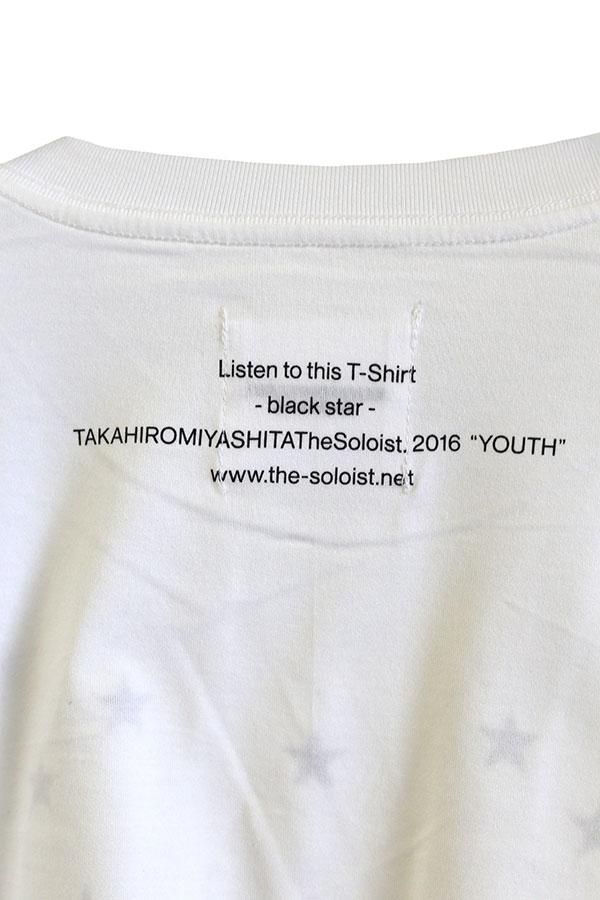 Listen to this T-Shirt
- black star -
TAKAHIROMIYASHITATheSoloist. 2016 “YOUTH”
www.the-soloist.net